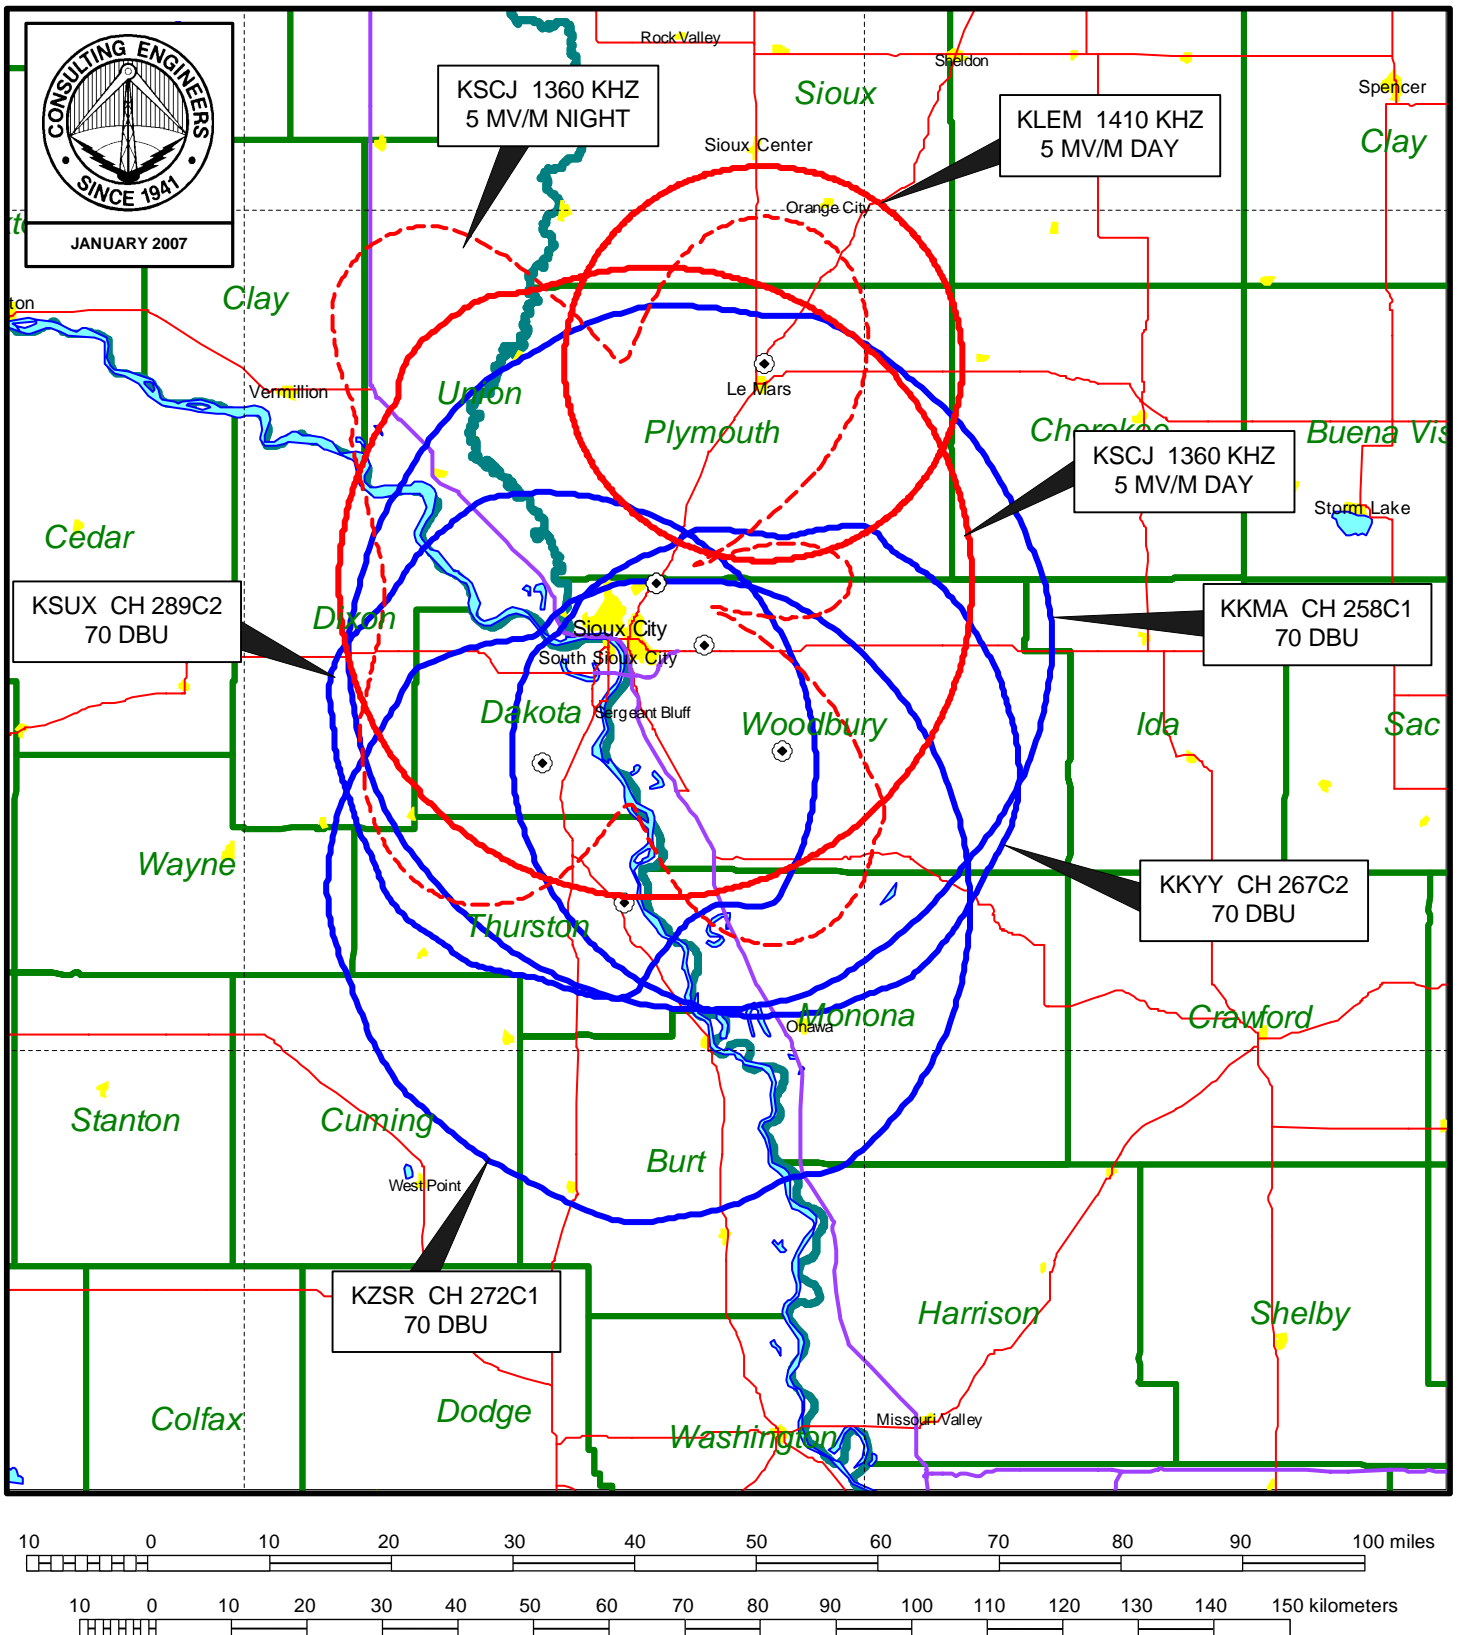 CONSULTING ENGINEERS
SINCE 1941
JANUARY 2007
Rock Valley
Sheldon
Spencer
KSCJ 1360 KHZ
5 MV/M NIGHT
Sioux
KLEM 1410 KHZ
5 MV/M DAY
Clay
Sioux Center
Orange City
Clay
ton
Vermillion
Union
Le Mars
Plymouth
Cherokee
Buena Vis
KSCJ 1360 KHZ
5 MV/M DAY
Storm Lake
Cedar
KSUX CH 289C2
70 DBU
Dixon
Sioux City
South Sioux City
KKMA CH 258C1
70 DBU
Dakota
Sergeant Bluff
Woodbury
Ida
Sac
Wayne
KKYY CH 267C2
70 DBU
Thurston
Monona
Onawa
Crawford
Stanton
Cuming
Burt
West Point
KZSR CH 272C1
70 DBU
Harrison
Shelby
Colfax
Dodge
Washington
Missouri Valley
10 0 10 20 30 40 50 60 70 80 90 100 miles
10 0 10 20 30 40 50 60 70 80 90 100 110 120 130 140 150 kilometers